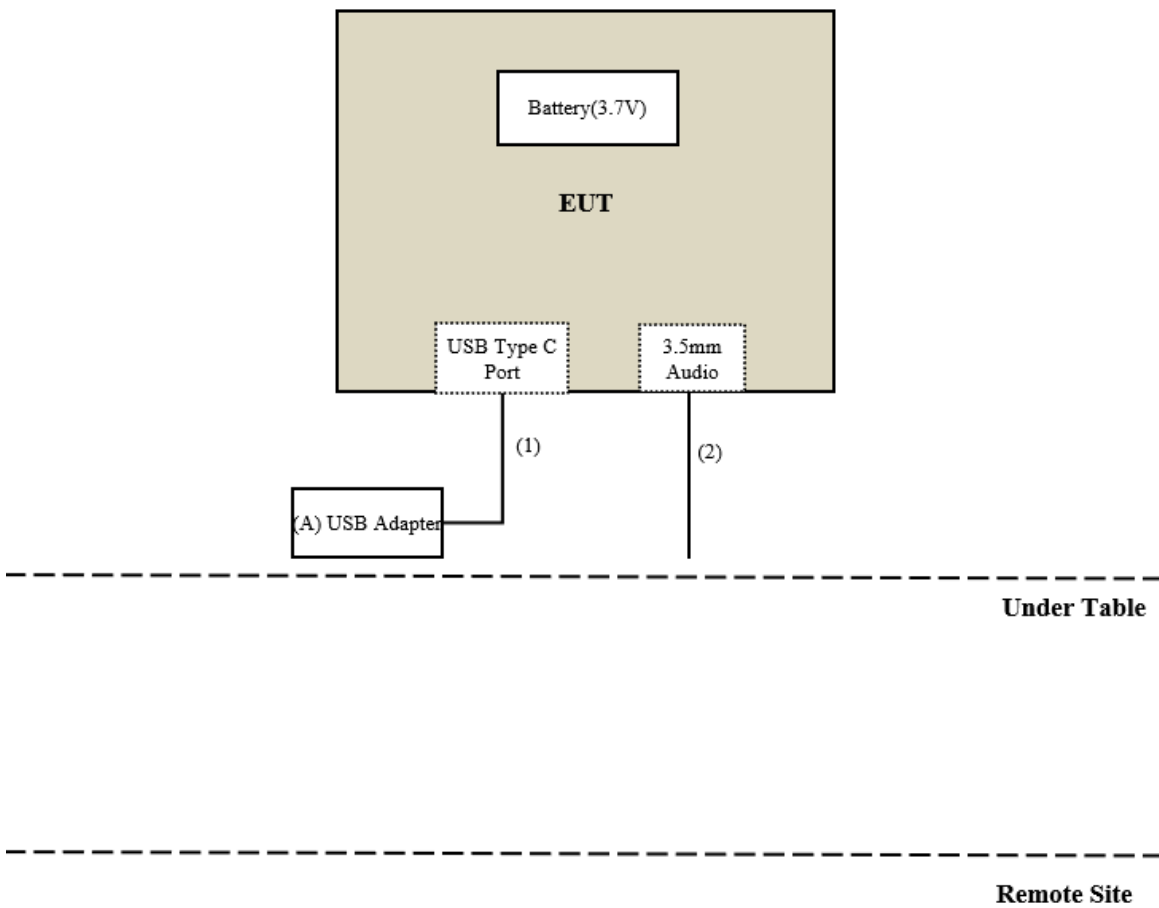 Battery(3.7V)
EUT
USB Type C
Port
3.5mm
Audio
(1)
(2)
(A) USB Adapter
Under Table
Remote Site